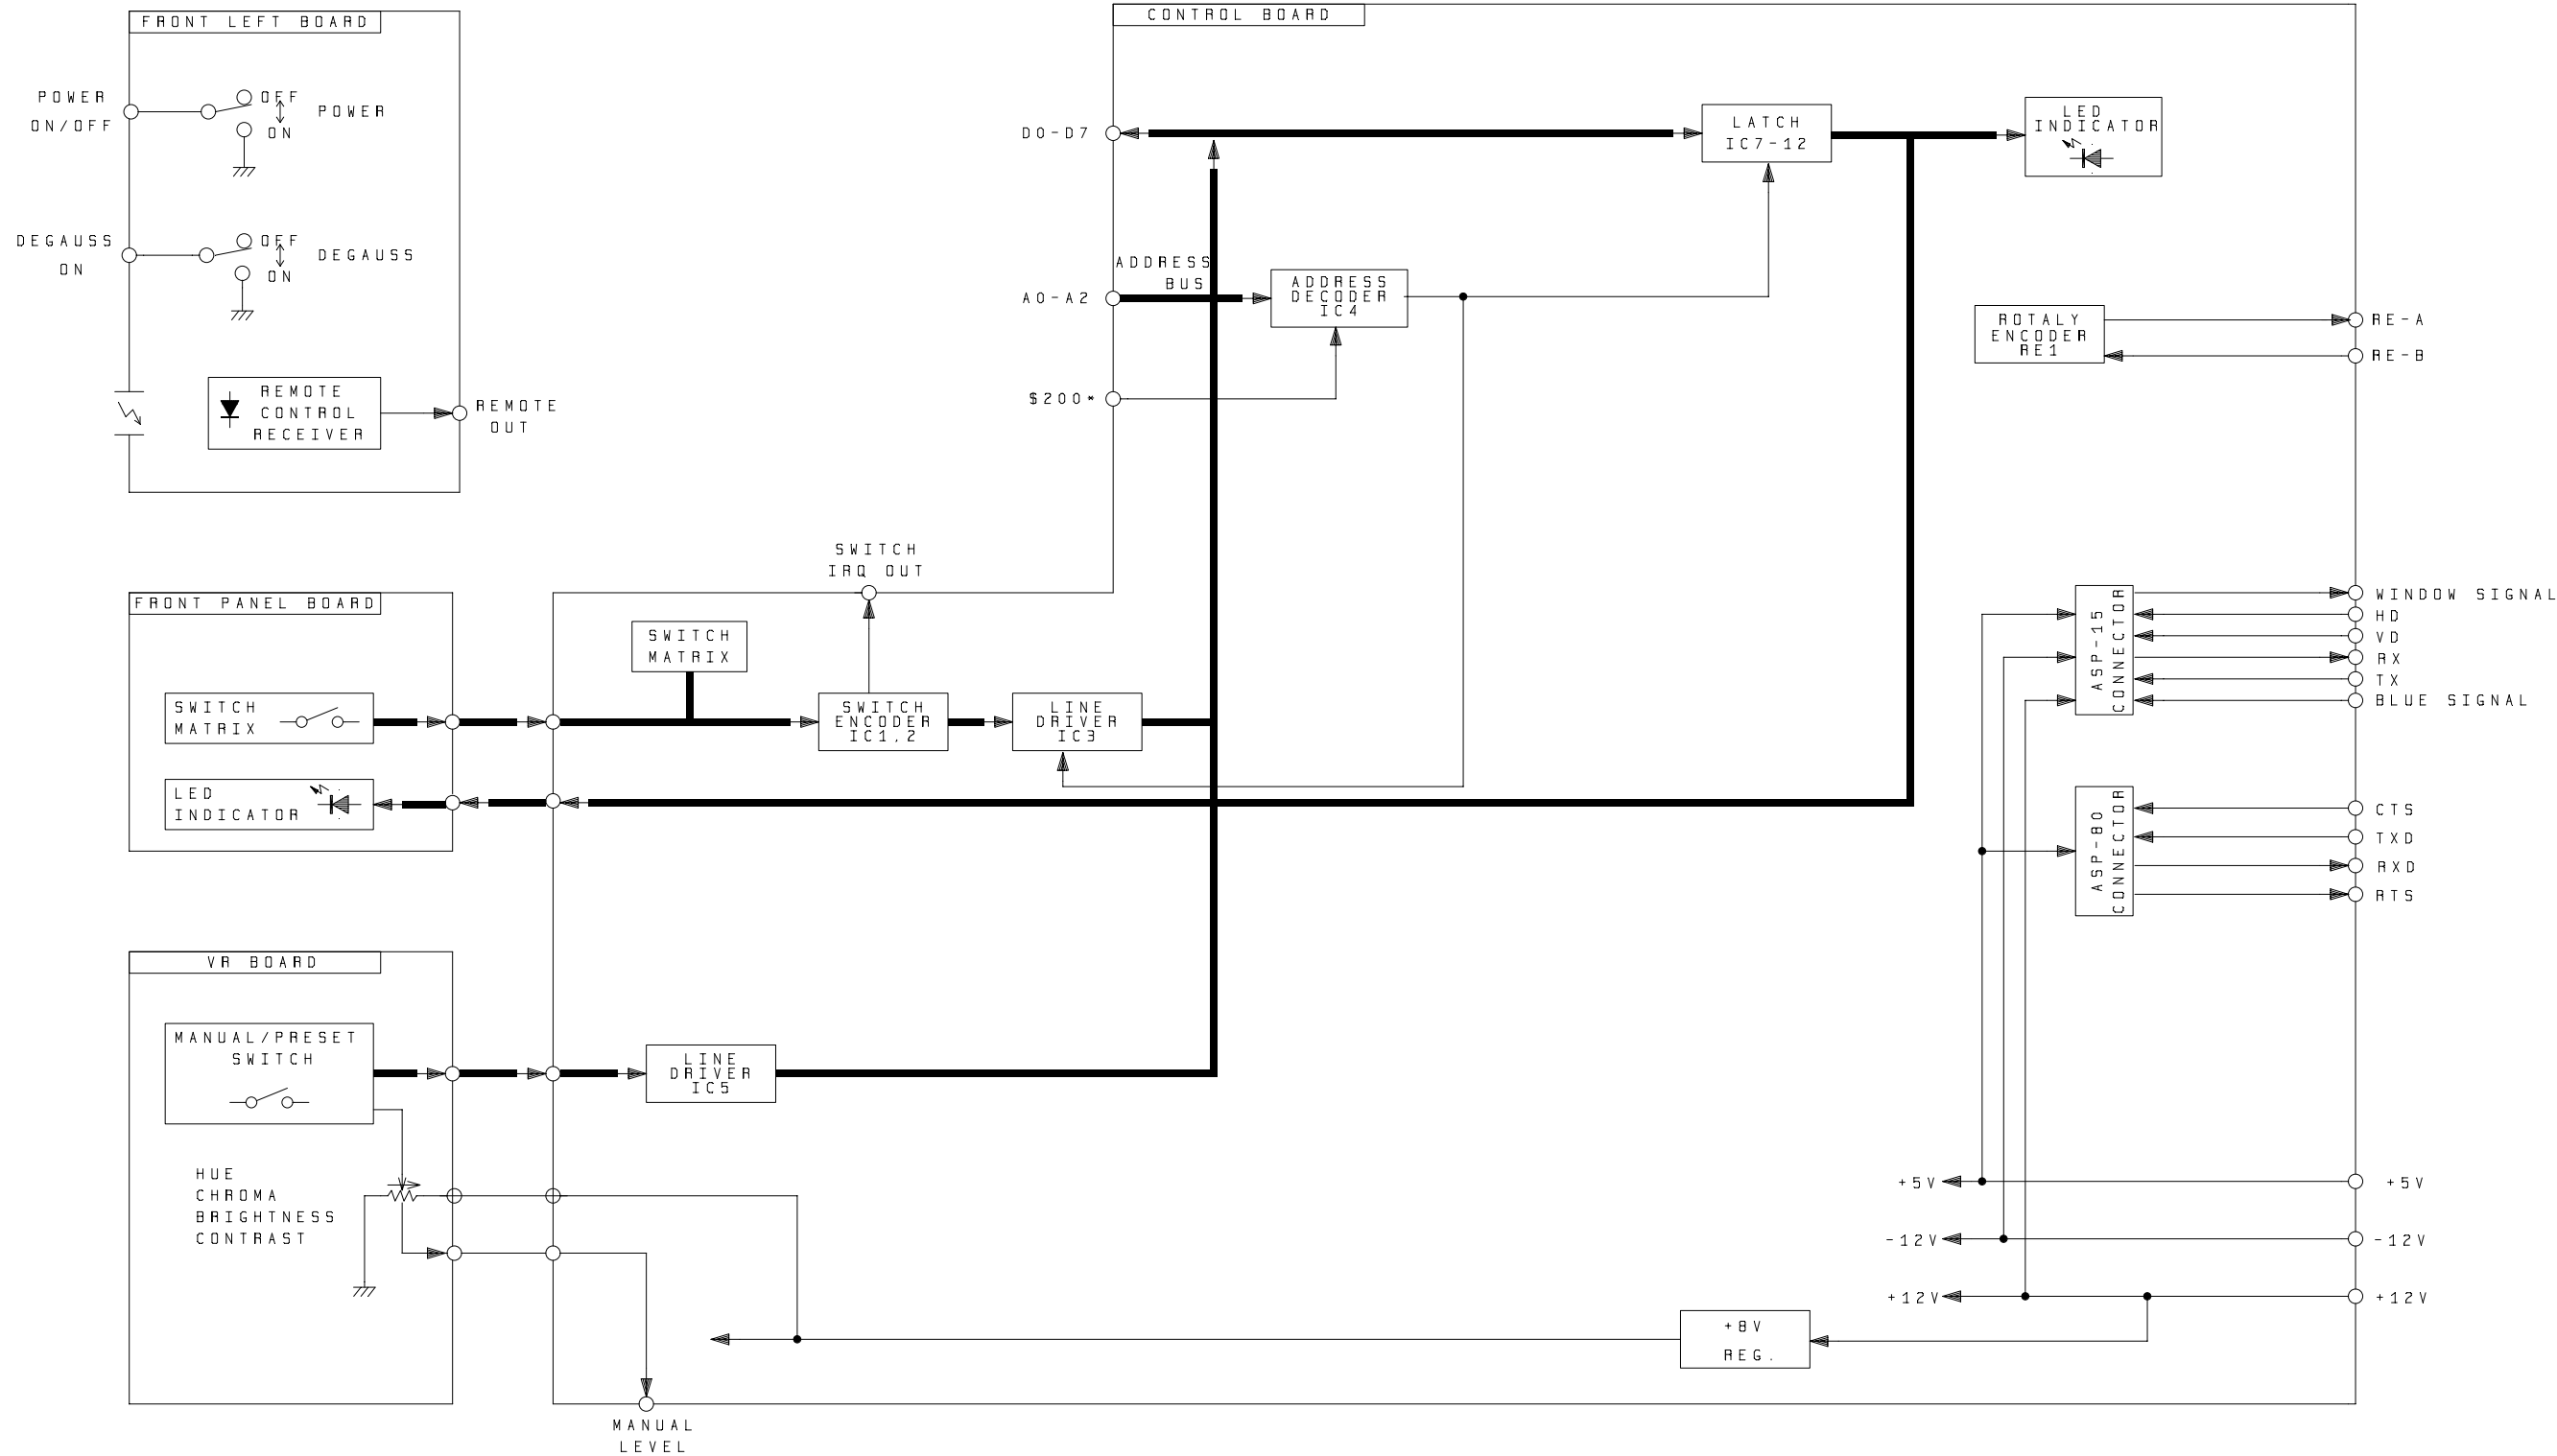 FRONT LEFT BOARD
POWER
ON/OFF
OFF
ON
POWER
DEGAUSS
ON
OFF
ON
DEGAUSS
REMOTE
CONTROL
RECEIVER
REMOTE
OUT
CONTROL BOARD
D0-D7
LATCH
IC7-12
LED
INDICATOR
ADDRESS
BUS
A0-A2
ADDRESS
DECODER
IC4
$200*
ROTALY
ENCODER
RE1
RE-A
RE-B
SWITCH
IRQ OUT
FRONT PANEL BOARD
SWITCH
MATRIX
LED
INDICATOR
SWITCH
MATRIX
SWITCH
ENCODER
IC1,2
LINE
DRIVER
IC3
ASP-15
CONNECTOR
WINDOW SIGNAL
HD
VD
RX
TX
BLUE SIGNAL
ASP-80
CONNECTOR
CTS
TXD
RXD
RTS
VR BOARD
MANUAL/PRESET
SWITCH
LINE
DRIVER
IC5
HUE
CHROMA
BRIGHTNESS
CONTRAST
+5V
+5V
-12V
-12V
+12V
+12V
+8V
REG.
MANUAL
LEVEL